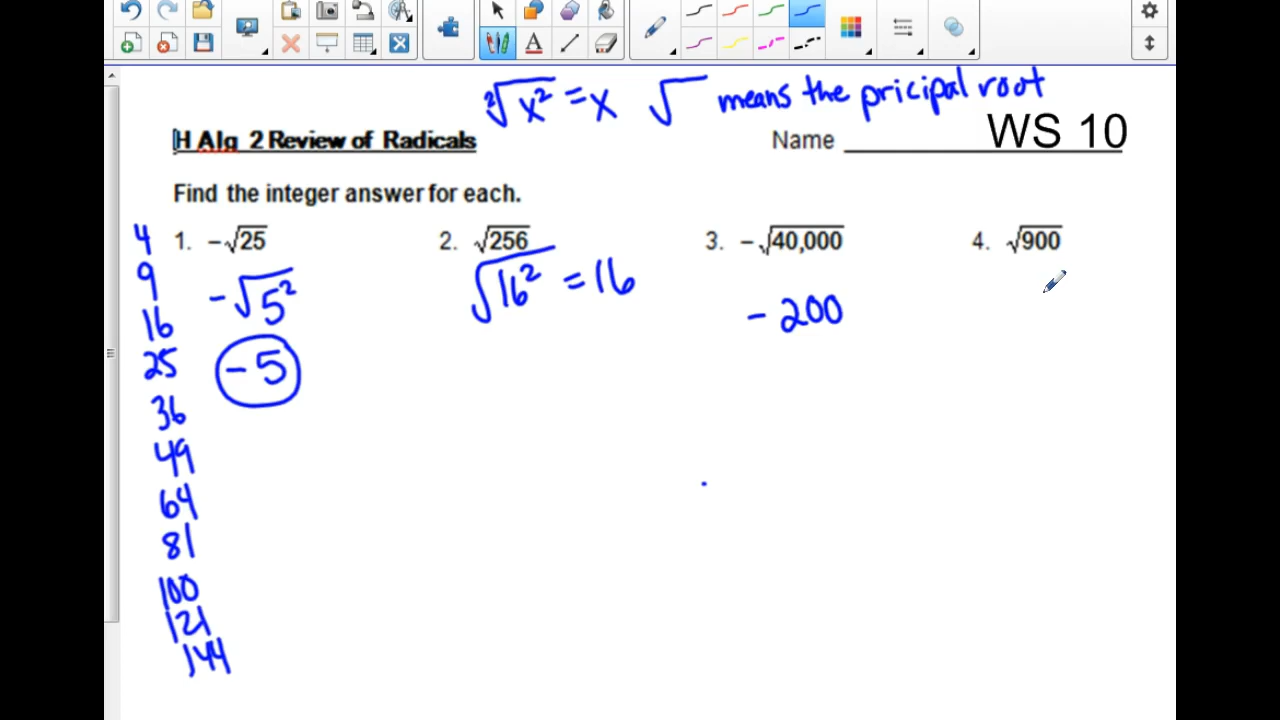 ²√x² = x √ means the pricipal root
H Alg 2 Review of Radicals Name WS 10
Find the integer answer for each.
1. -√25 2. √256 3. -√40,000 4. √900
-√5² √16² = 16 - 200
- 5
4
9
16
25
36
49
64
81
100
121
144